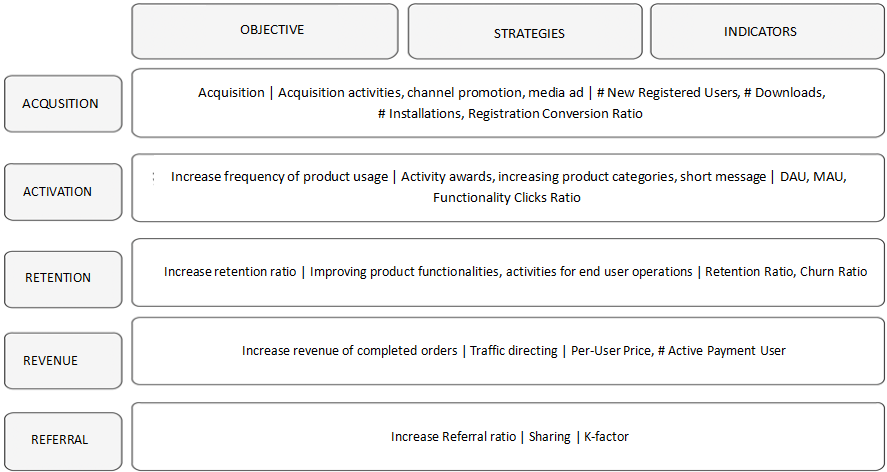 OBJECTIVE
STRATEGIES
INDICATORS
ACQUSITION
Acquisition | Acquisition activities, channel promotion, media ad | # New Registered Users, # Downloads,
# Installations, Registration Conversion Ratio
ACTIVATION
Increase frequency of product usage | Activity awards, increasing product categories, short message | DAU, MAU,
Functionality Clicks Ratio
RETENTION
Increase retention ratio | Improving product functionalities, activities for end user operations | Retention Ratio, Churn Ratio
REVENUE
Increase revenue of completed orders | Traffic directing | Per-User Price, # Active Payment User
REFERRAL
Increase Referral ratio | Sharing | K-factor